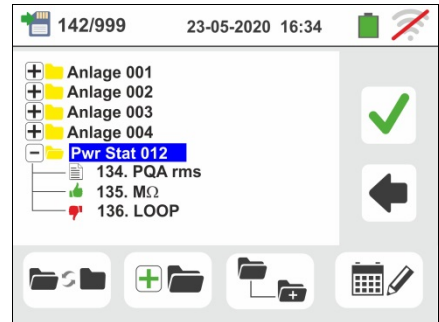 142/999 23-05-2020 16:34
Anlage 001
Anlage 002
Anlage 003
Anlage 004
Pwr Stat 012
134. PQA rms
135. MΩ
136. LOOP